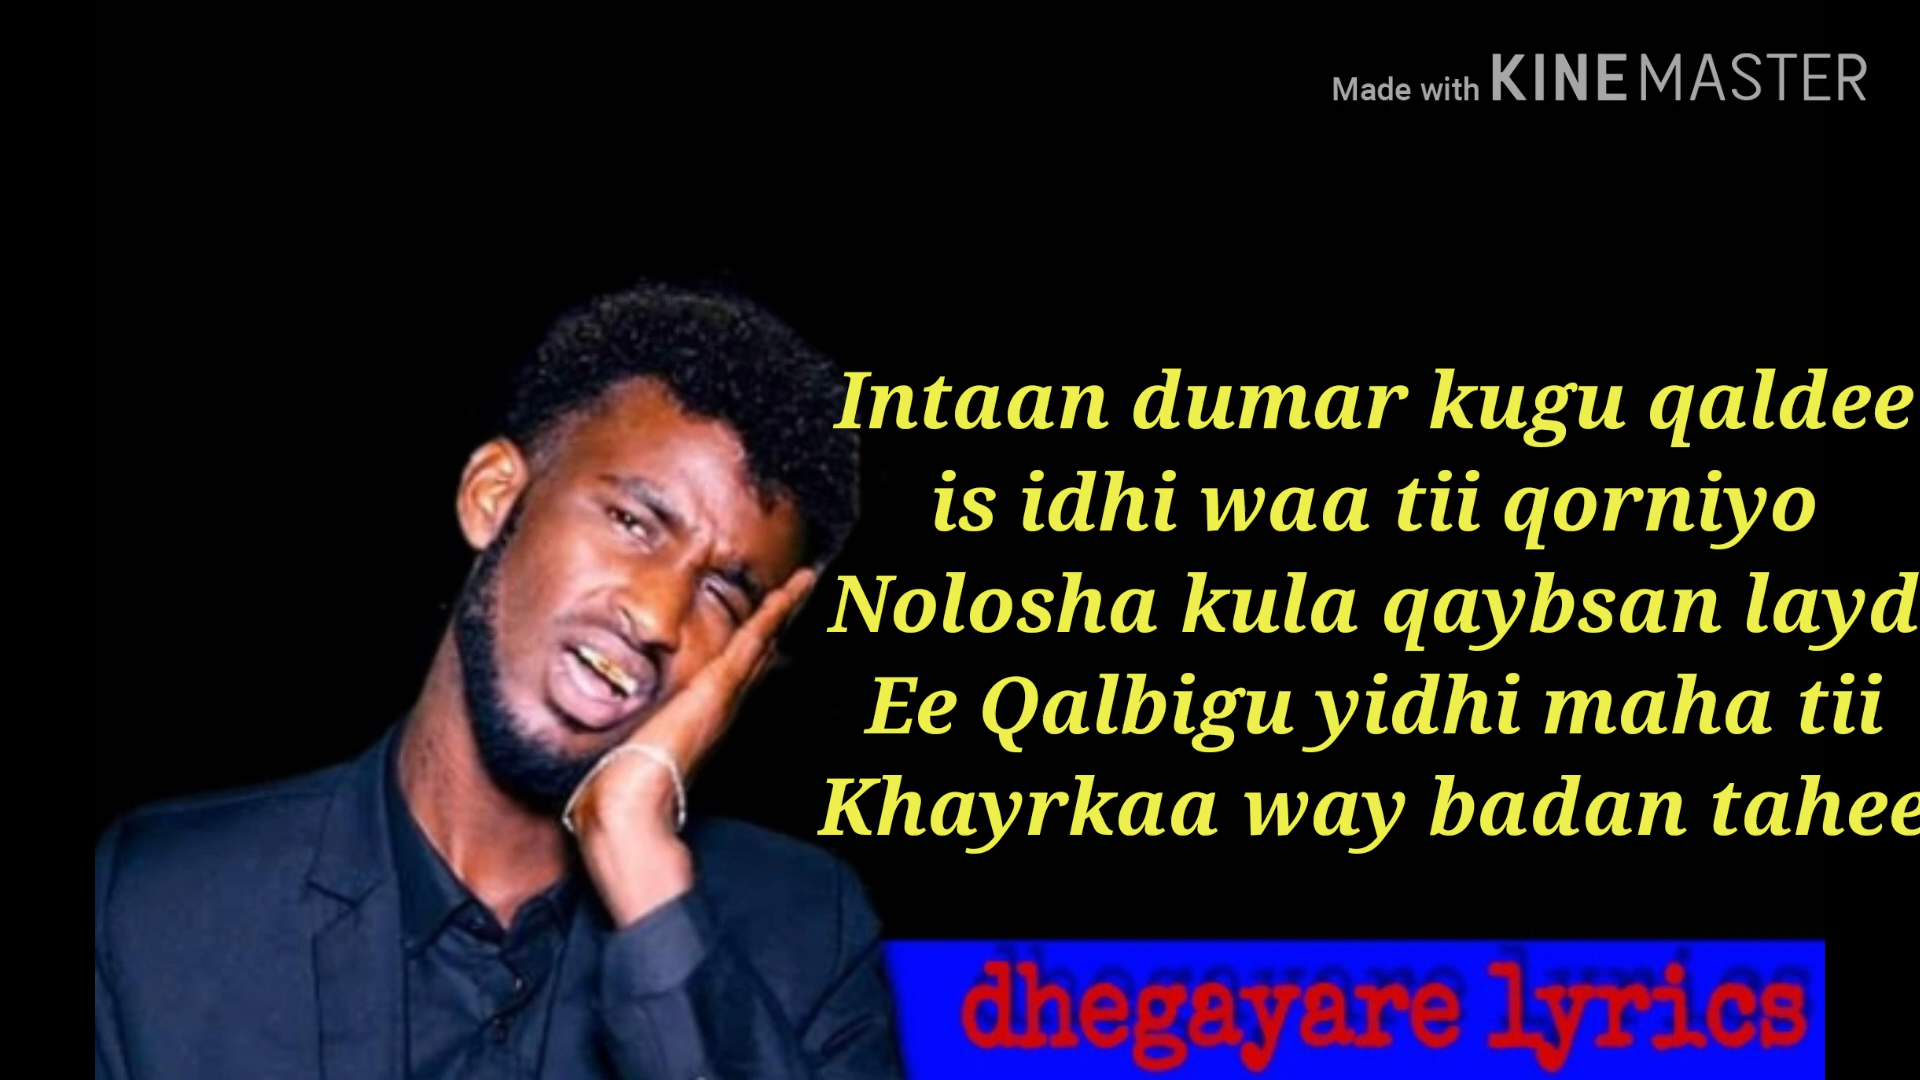 Made with KINEMASTER
Intaan dumar kugu qaldee
is idhi waa tii qorniyo
Nolosha kula qaybsan layd
Ee Qalbigu yidhi maha tii
Khayrkaa way badan tahee
dhegayare lyrics